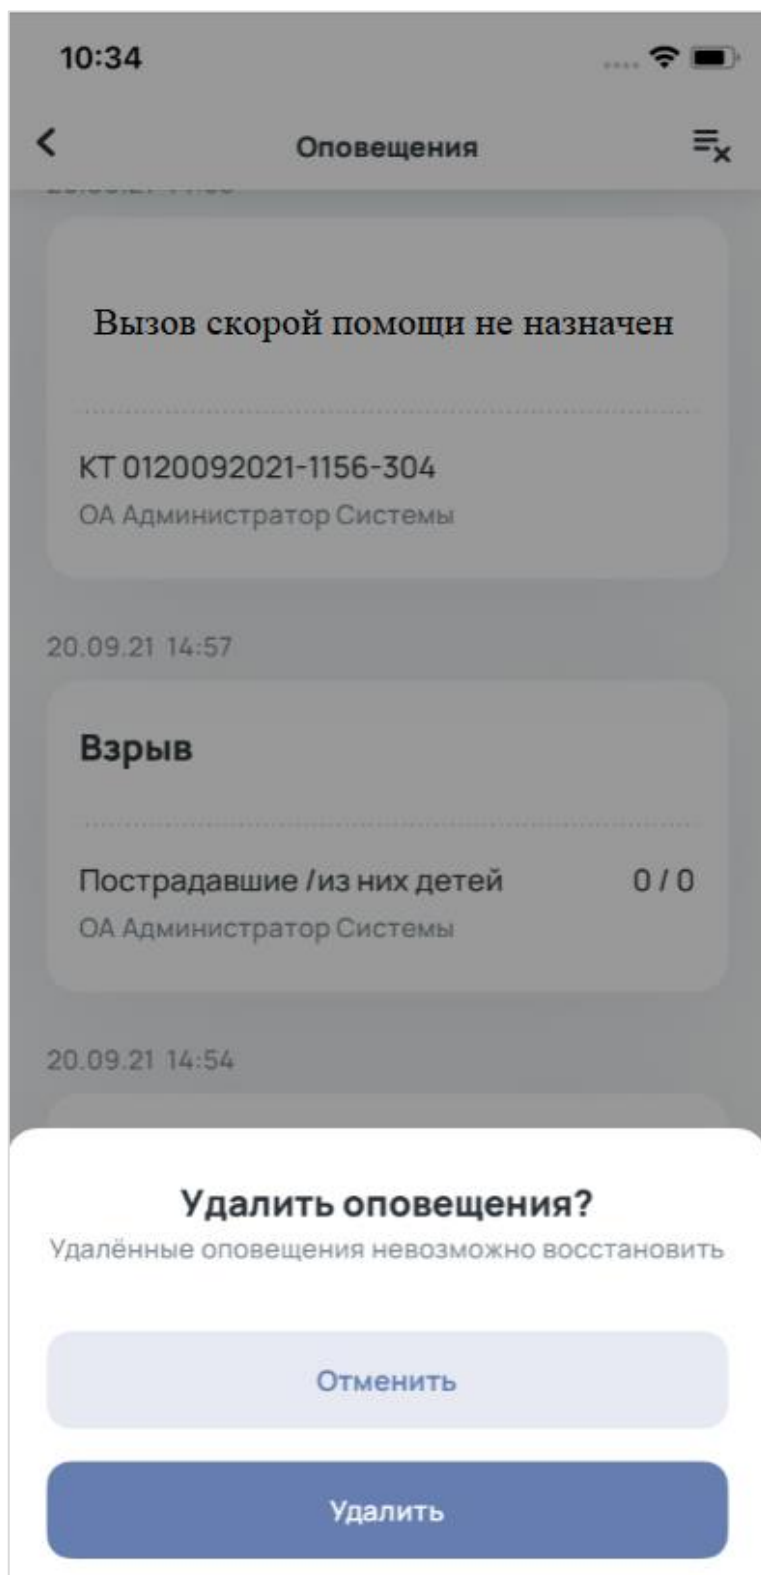 10:34
Оповещения
Вызов скорой помощи не назначен
КТ 0120092021-1156-304
ОА Администратор Системы
20.09.21 14:57
Взрыв
Пострадавшие /из них детей 0 / 0
ОА Администратор Системы
20.09.21 14:54
Удалить оповещения?
Удалённые оповещения невозможно восстановить
Отменить
Удалить